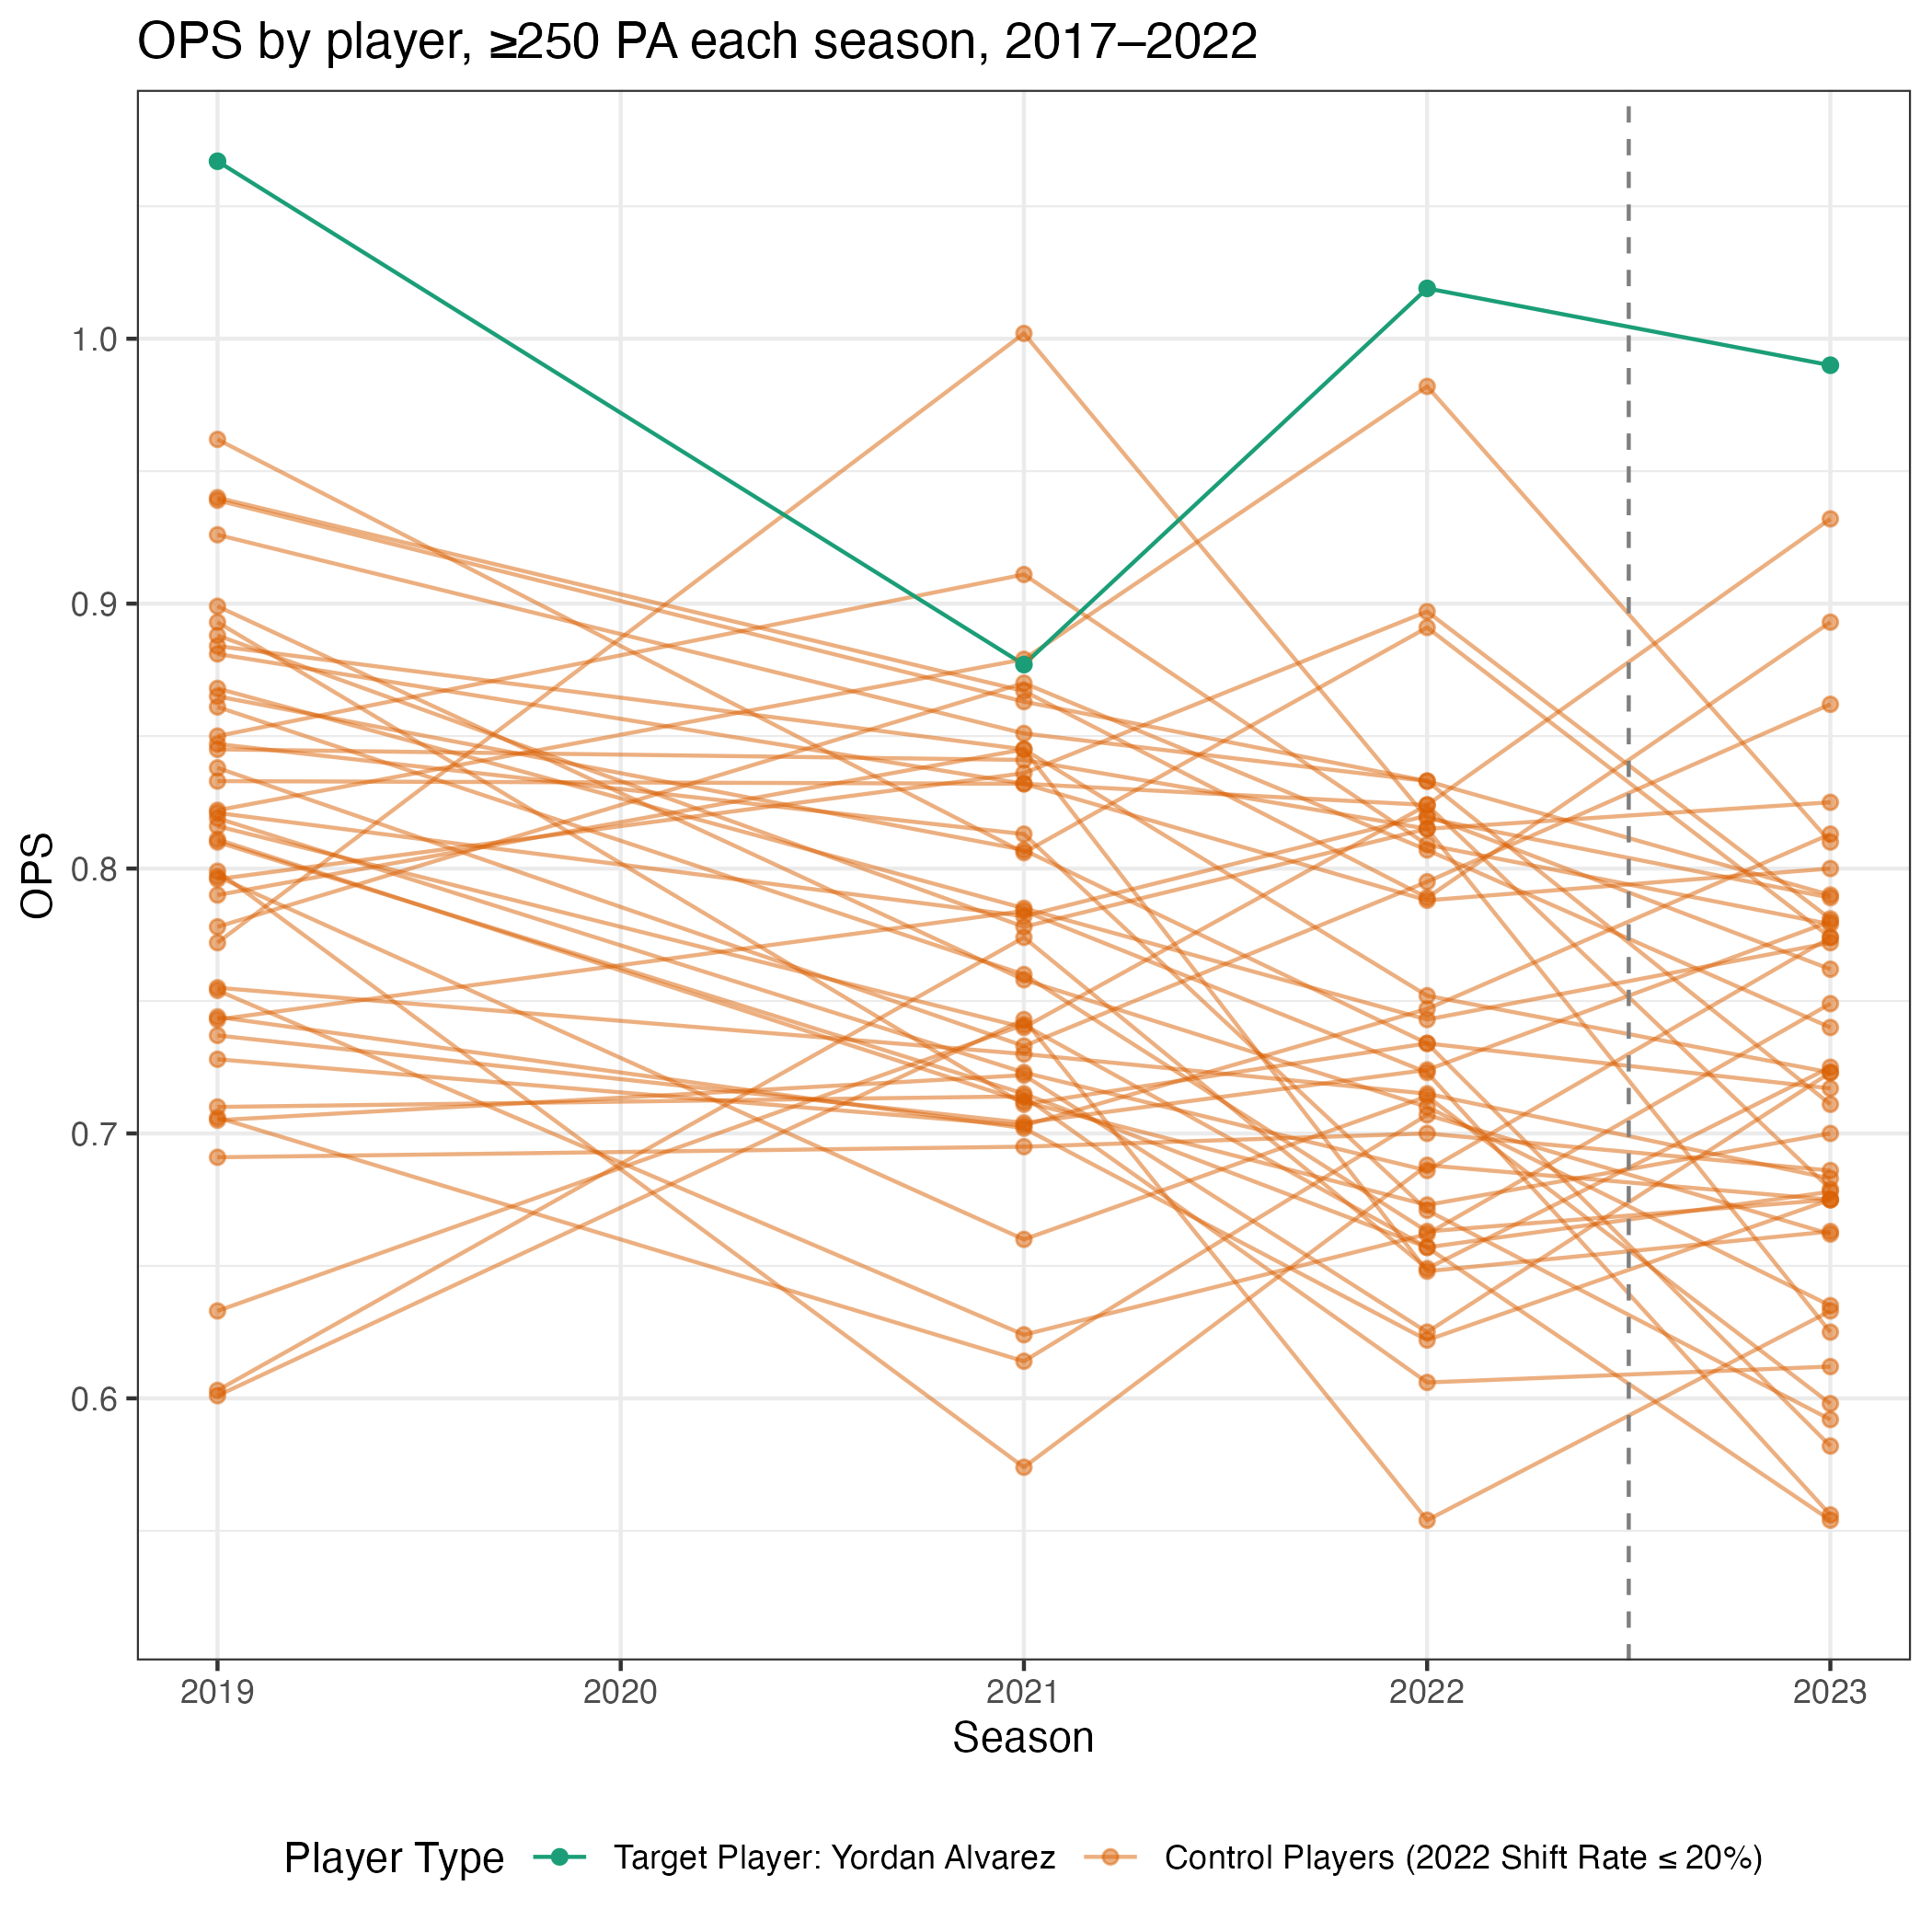 OPS by player, ≥250 PA each season, 2017–2022
OPS
1.0
0.9
0.8
0.7
0.6
2019 2020 2021 2022 2023
Season
Player Type Target Player: Yordan Alvarez Control Players (2022 Shift Rate ≤ 20%)